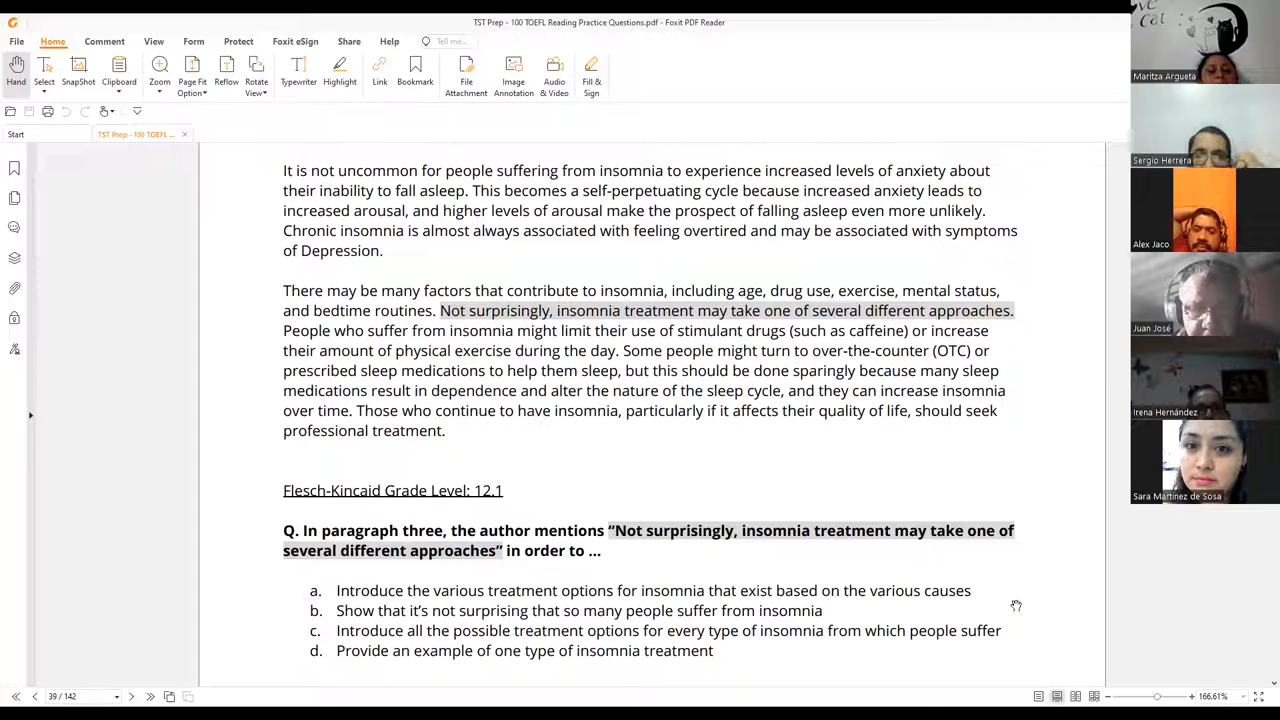 TST Prep - 100 TOEFL Reading Practice Questions.pdf - Foxit PDF Reader
File Home Comment View Form Protect Foxit eSign Share Help Tell me...
Hand Select SnapShot Clipboard Zoom Page Fit Option Reflow Rotate View Typewriter Highlight Link Bookmark File Attachment Image Annotation Audio & Video Fill & Sign
Start TST Prep - 100 TOEFL ...
It is not uncommon for people suffering from insomnia to experience increased levels of anxiety about
their inability to fall asleep. This becomes a self-perpetuating cycle because increased anxiety leads to
increased arousal, and higher levels of arousal make the prospect of falling asleep even more unlikely.
Chronic insomnia is almost always associated with feeling overtired and may be associated with symptoms
of Depression.
There may be many factors that contribute to insomnia, including age, drug use, exercise, mental status,
and bedtime routines. Not surprisingly, insomnia treatment may take one of several different approaches.
People who suffer from insomnia might limit their use of stimulant drugs (such as caffeine) or increase
their amount of physical exercise during the day. Some people might turn to over-the-counter (OTC) or
prescribed sleep medications to help them sleep, but this should be done sparingly because many sleep
medications result in dependence and alter the nature of the sleep cycle, and they can increase insomnia
over time. Those who continue to have insomnia, particularly if it affects their quality of life, should seek
professional treatment.
Flesch-Kincaid Grade Level: 12.1
Q. In paragraph three, the author mentions “Not surprisingly, insomnia treatment may take one of
several different approaches” in order to ...
a. Introduce the various treatment options for insomnia that exist based on the various causes
b. Show that it’s not surprising that so many people suffer from insomnia
c. Introduce all the possible treatment options for every type of insomnia from which people suffer
d. Provide an example of one type of insomnia treatment
39 / 142
166.61%
cat
Maritza Argueta
Sergio Herrera
Alex Jaco
Juan José
Irena Hernández
Sara Martinez de Sosa